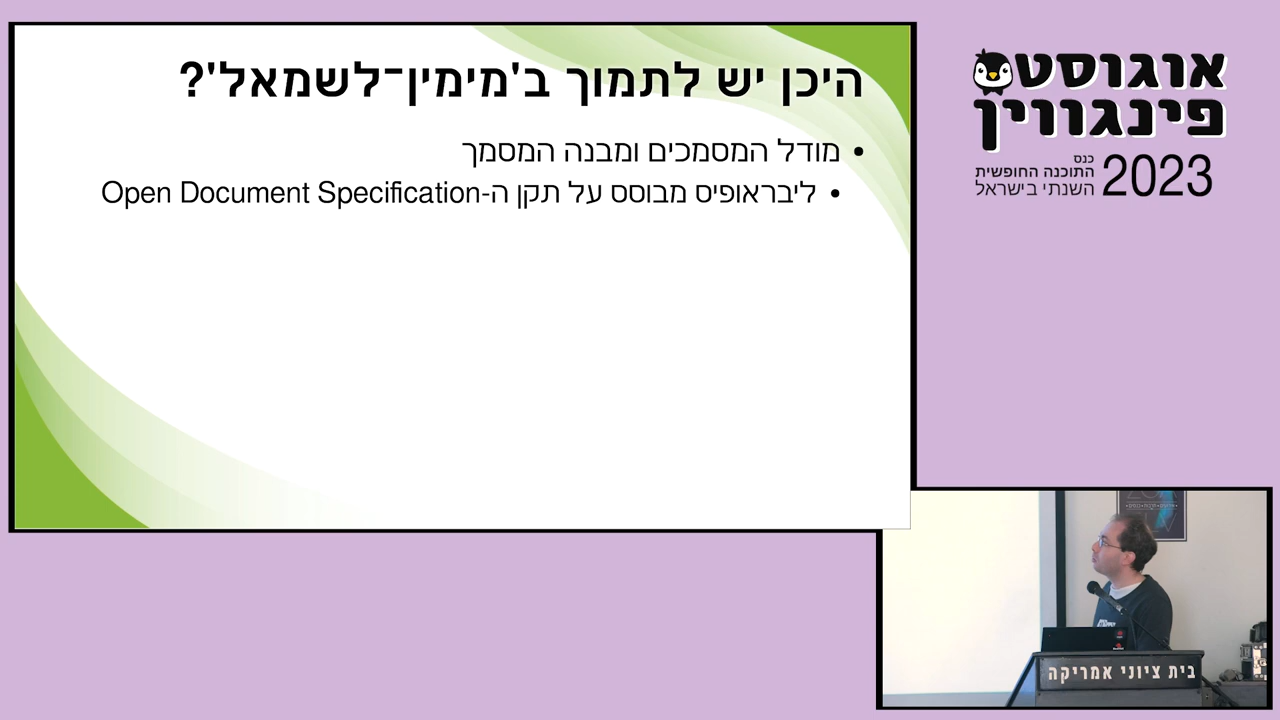 היכן יש לתמוך ב'מימין־לשמאל'?
מודל המסמכים ומבנה המסמך
ליבראופיס מבוסס על תקן ה-Open Document Specification
אוגוסט
פינגווין
2023
כנס
התוכנה החופשית
השנתי בישראל
בית ציוני אמריקה